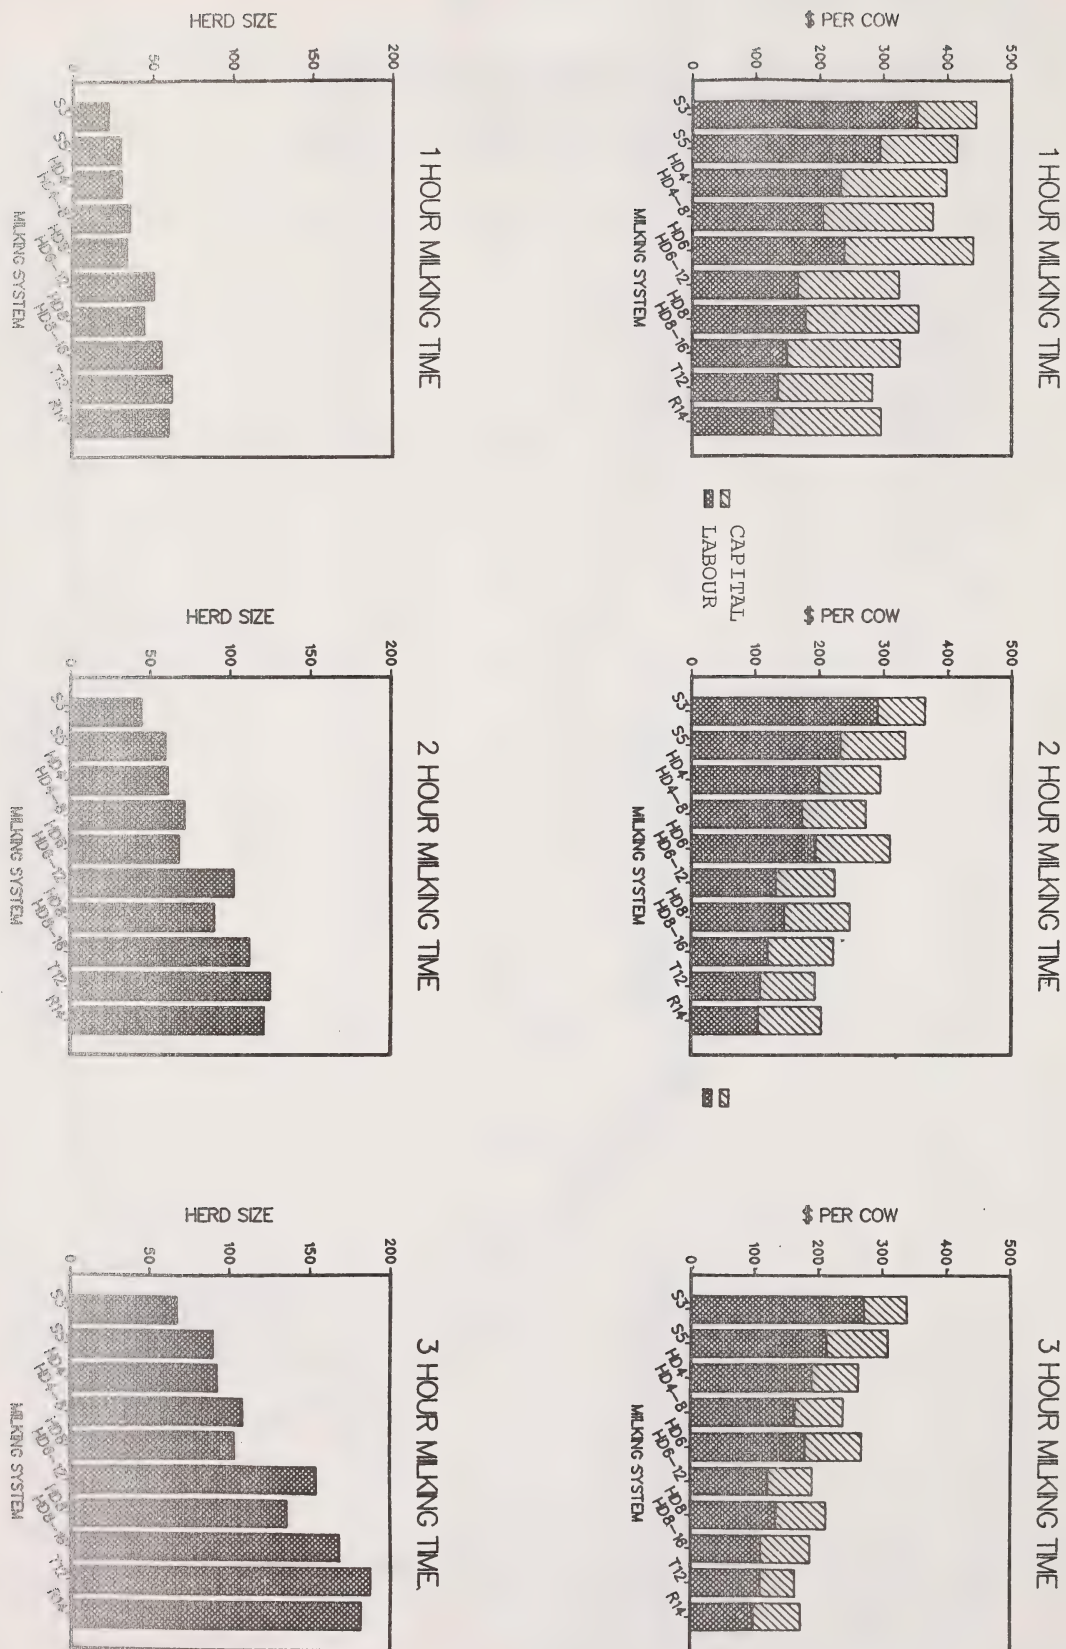 1 HOUR MILKING TIME
$ PER COW
500
400
300
200
100
0
S3
S5
HD4
HD4-8
HD6
HD6-12
HD8
HD8-16
T12
R14
MILKING SYSTEM
CAPITAL
LABOUR
2 HOUR MILKING TIME
$ PER COW
500
400
300
200
100
0
S3
S5
HD4
HD4-8
HD6
HD6-12
HD8
HD8-16
T12
R14
MILKING SYSTEM
3 HOUR MILKING TIME
$ PER COW
500
400
300
200
100
0
S3
S5
HD4
HD4-8
HD6
HD6-12
HD8
HD8-16
T12
R14
MILKING SYSTEM
1 HOUR MILKING TIME
HERD SIZE
200
150
100
50
0
S3
S5
HD4
HD4-8
HD6
HD6-12
HD8
HD8-16
T12
R14
MILKING SYSTEM
2 HOUR MILKING TIME
HERD SIZE
200
150
100
50
0
S3
S5
HD4
HD4-8
HD6
HD6-12
HD8
HD8-16
T12
R14
MILKING SYSTEM
3 HOUR MILKING TIME.
HERD SIZE
200
150
100
50
0
S3
S5
HD4
HD4-8
HD6
HD6-12
HD8
HD8-16
T12
R14
MILKING SYSTEM